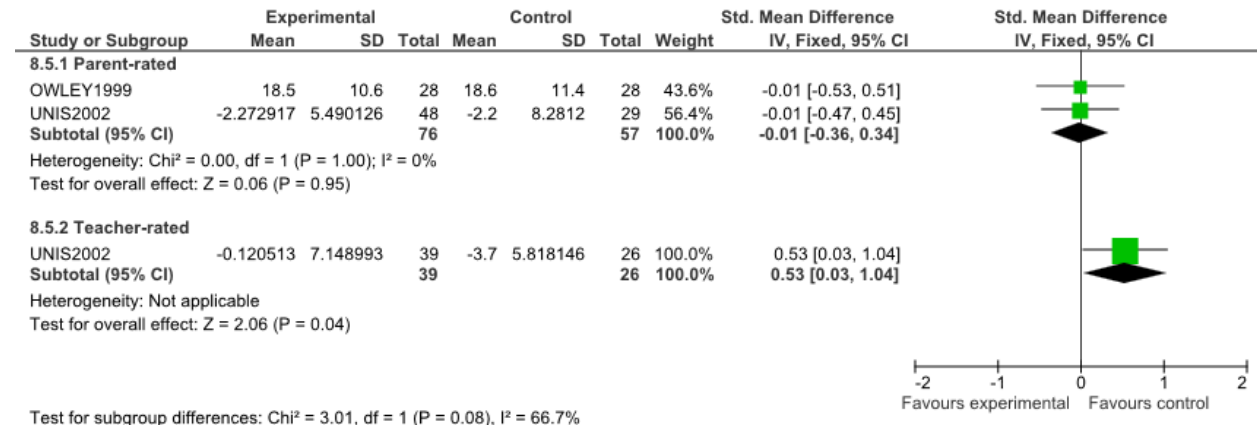 Experimental Control Std. Mean Difference Std. Mean Difference
Study or Subgroup Mean SD Total Mean SD Total Weight IV, Fixed, 95% CI IV, Fixed, 95% CI
8.5.1 Parent-rated
OWLEY1999 18.5 10.6 28 18.6 11.4 28 43.6% -0.01 [-0.53, 0.51]
UNIS2002 -2.272917 5.490126 48 -2.2 8.2812 29 56.4% -0.01 [-0.47, 0.45]
Subtotal (95% CI) 76 57 100.0% -0.01 [-0.36, 0.34]
Heterogeneity: Chi² = 0.00, df = 1 (P = 1.00); I² = 0%
Test for overall effect: Z = 0.06 (P = 0.95)
8.5.2 Teacher-rated
UNIS2002 -0.120513 7.148993 39 -3.7 5.818146 26 100.0% 0.53 [0.03, 1.04]
Subtotal (95% CI) 39 26 100.0% 0.53 [0.03, 1.04]
Heterogeneity: Not applicable
Test for overall effect: Z = 2.06 (P = 0.04)
-2 -1 0 1 2
Favours experimental Favours control
Test for subgroup differences: Chi² = 3.01, df = 1 (P = 0.08), I² = 66.7%